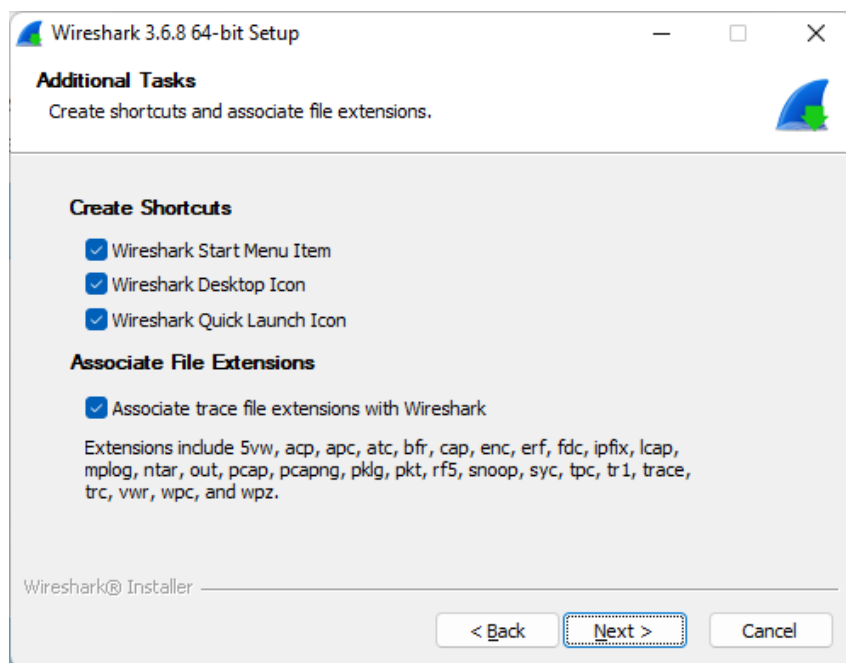 Wireshark 3.6.8 64-bit Setup
Additional Tasks
Create shortcuts and associate file extensions.
Create Shortcuts
Wireshark Start Menu Item
Wireshark Desktop Icon
Wireshark Quick Launch Icon
Associate File Extensions
Associate trace file extensions with Wireshark
Extensions include 5vw, acp, apc, atc, bfr, cap, enc, erf, fdc, ipfix, lcap,
mplog, ntar, out, pcap, pcapng, pklg, pkt, rf5, snoop, syc, tpc, tr1, trace,
trc, vwr, wpc, and wpz.
Wireshark® Installer
< Back Next > Cancel